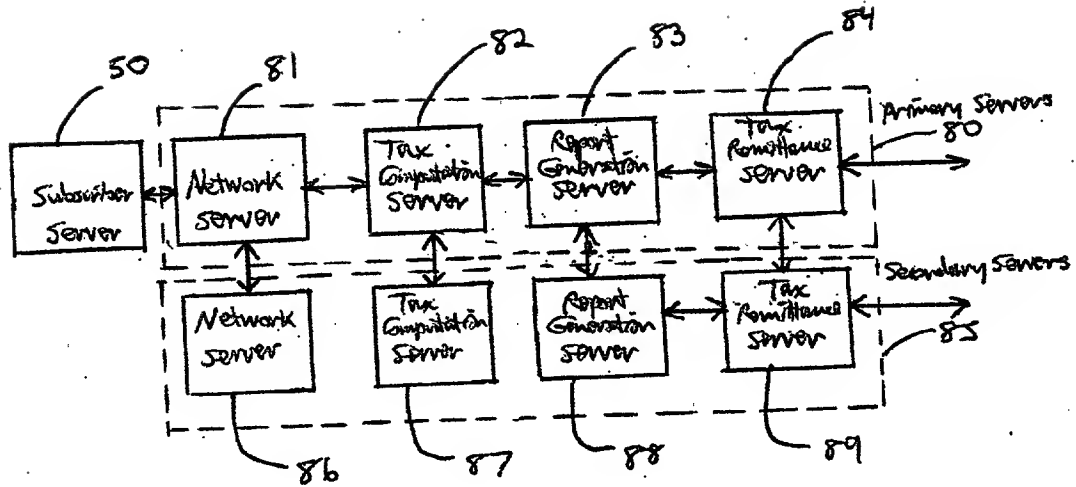 50
81
82
83
84
Primary Servers
80
Subscriber
Server
Network
Server
Tax
Computation
Server
Report
Generation
Server
Tax
Remittance
Server
Secondary Servers
85
Network
Server
Tax
Computation
Server
Report
Generation
Server
Tax
Remittance
Server
86
87
88
89